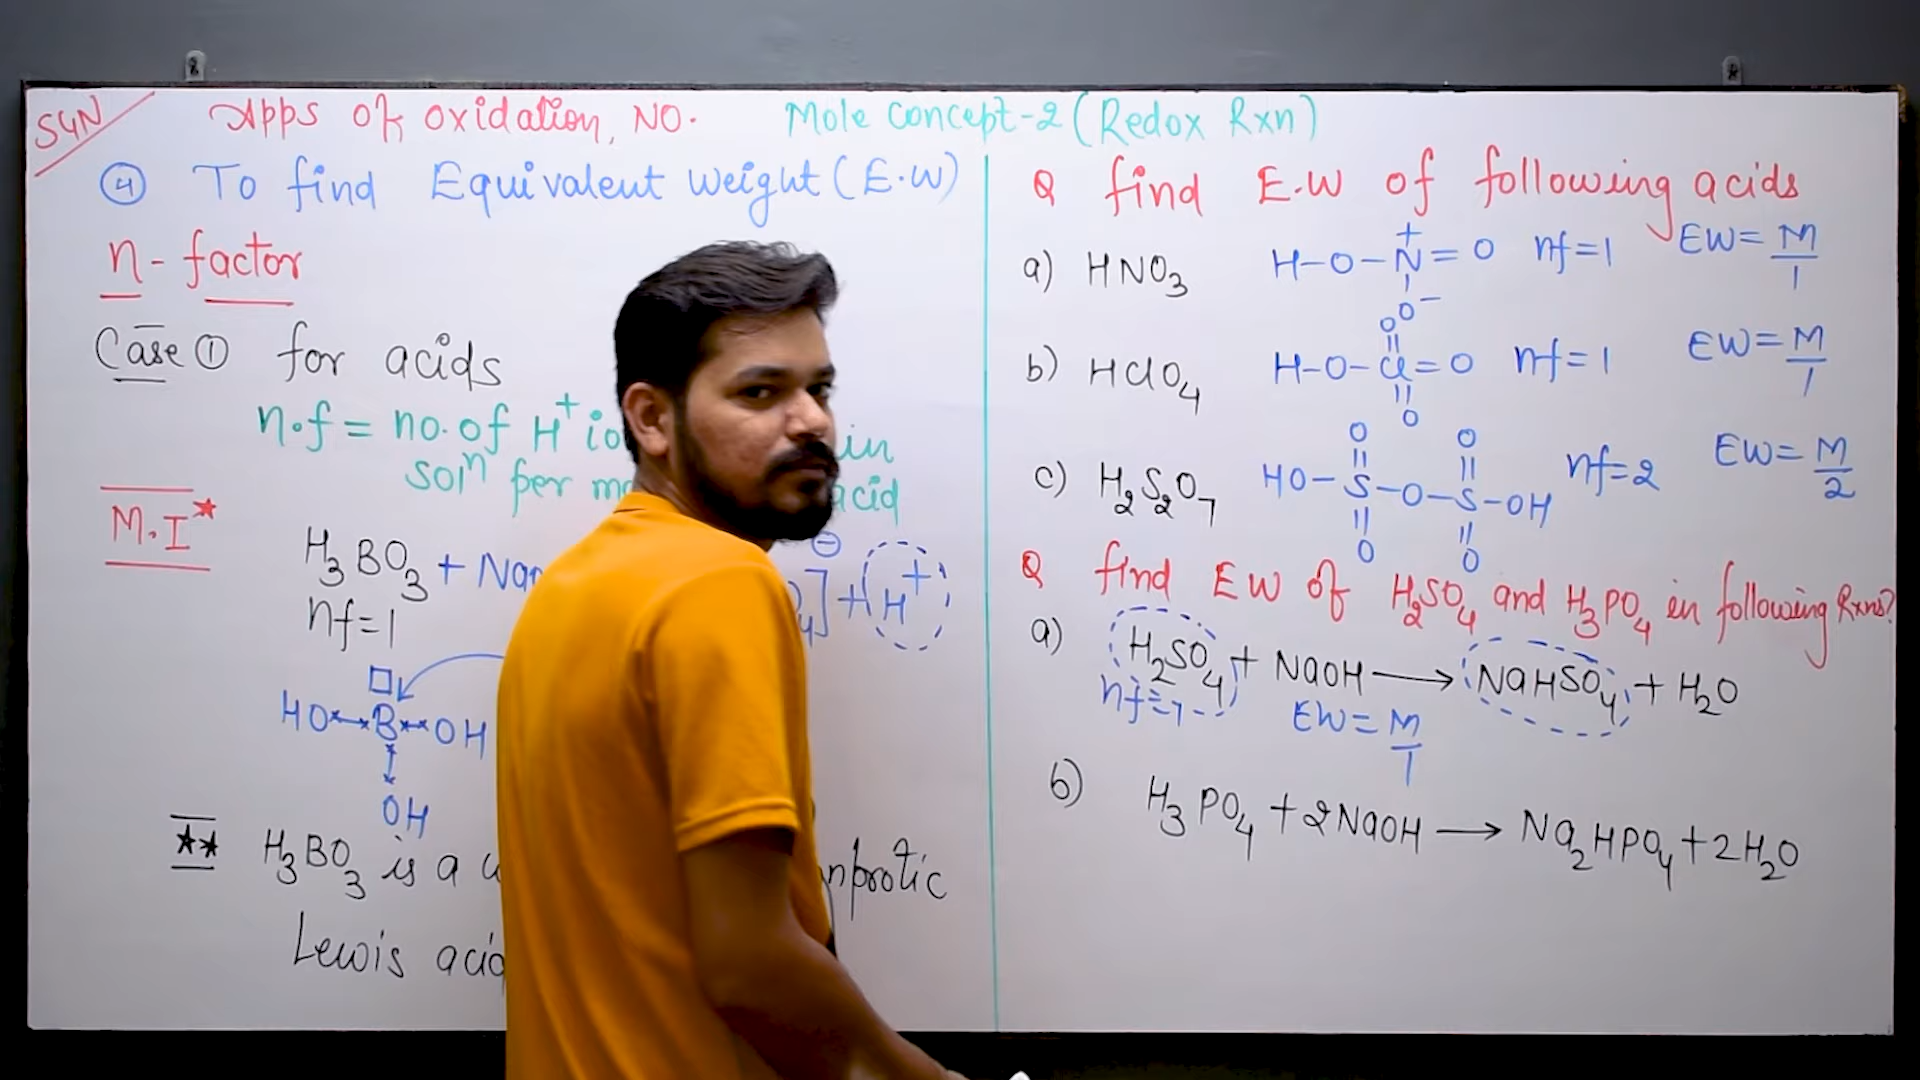 SGN
Apps of oxidation NO. Mole concept-2 (Redox Rxn)
④ To find Equivalent weight (E.W)
n-factor
Case ① for acids
n.f = no. of H⁺ in
solⁿ per acid
M.I*
H₃BO₃ + ]⊖ + H⁺
nf=1
HO B OH
OH
** H₃BO₃ is a
Lewis
Q find E.W of following acids
a) HNO₃ H-O-N⁺=O nf=1 EW=M/1
O⁻
b) HClO₄ H-O-Cl=O nf=1 EW=M/1
O
O
c) H₂S₂O₇ HO-S-O-S-OH nf=2 EW=M/2
O O
O O
Q find EW of H₂SO₄ and H₃PO₄ in following Rxns?
a) H₂SO₄ + NaOH → NaHSO₄ + H₂O
nf=1 EW=M/1
b) H₃PO₄ + 2NaOH → Na₂HPO₄ + 2H₂O